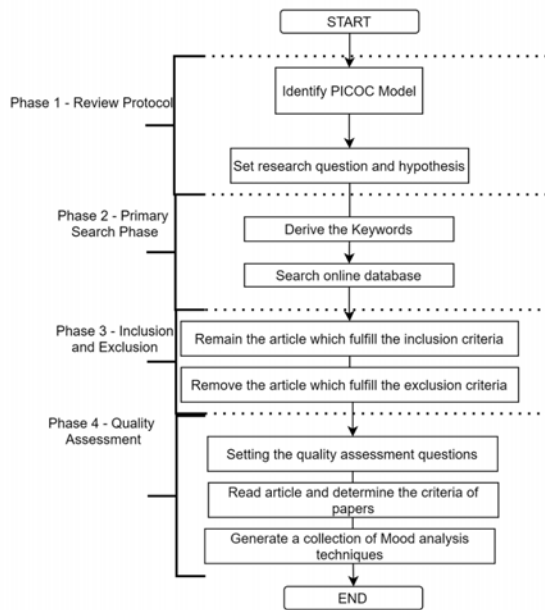 START
Phase 1 - Review Protocol
Identify PICOC Model
Set research question and hypothesis
Phase 2 - Primary
Search Phase
Derive the Keywords
Search online database
Phase 3 - Inclusion
and Exclusion
Remain the article which fulfill the inclusion criteria
Remove the article which fulfill the exclusion criteria
Phase 4 - Quality
Assessment
Setting the quality assessment questions
Read article and determine the criteria of
papers
Generate a collection of Mood analysis
techniques
END